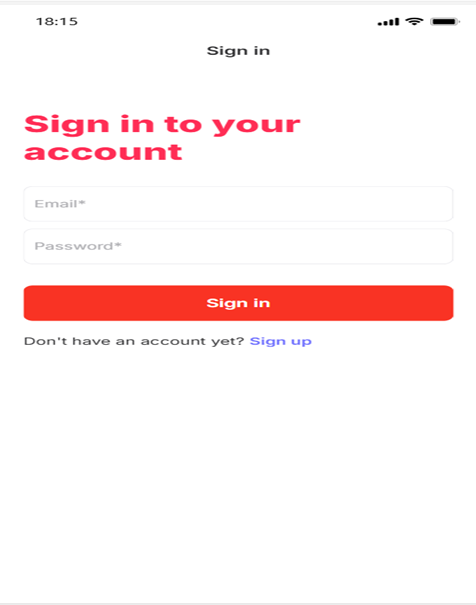 18:15
Sign in
Sign in to your
account
Email*
Password*
Sign in
Don't have an account yet? Sign up